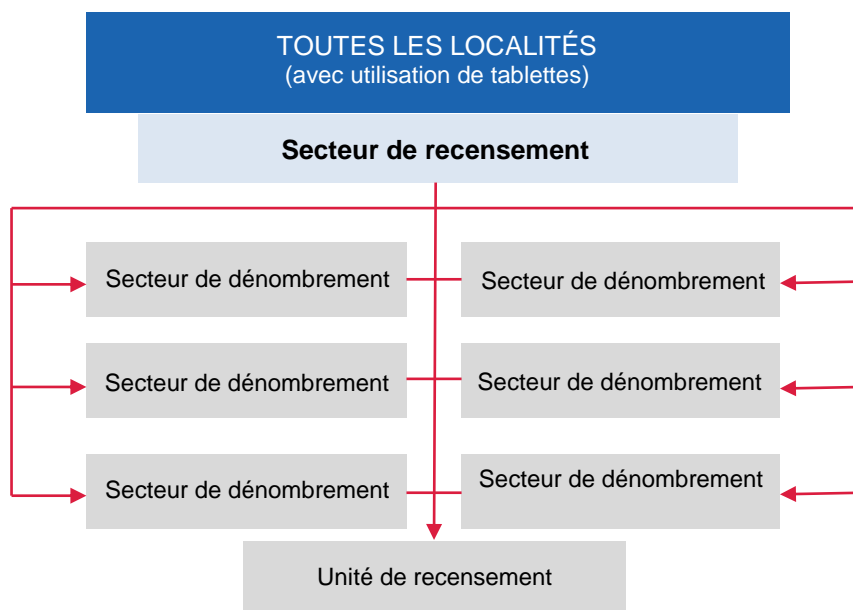 TOUTES LES LOCALITÉS
(avec utilisation de tablettes)
Secteur de recensement
Secteur de dénombrement
Secteur de dénombrement
Secteur de dénombrement
Secteur de dénombrement
Secteur de dénombrement
Secteur de dénombrement
Unité de recensement